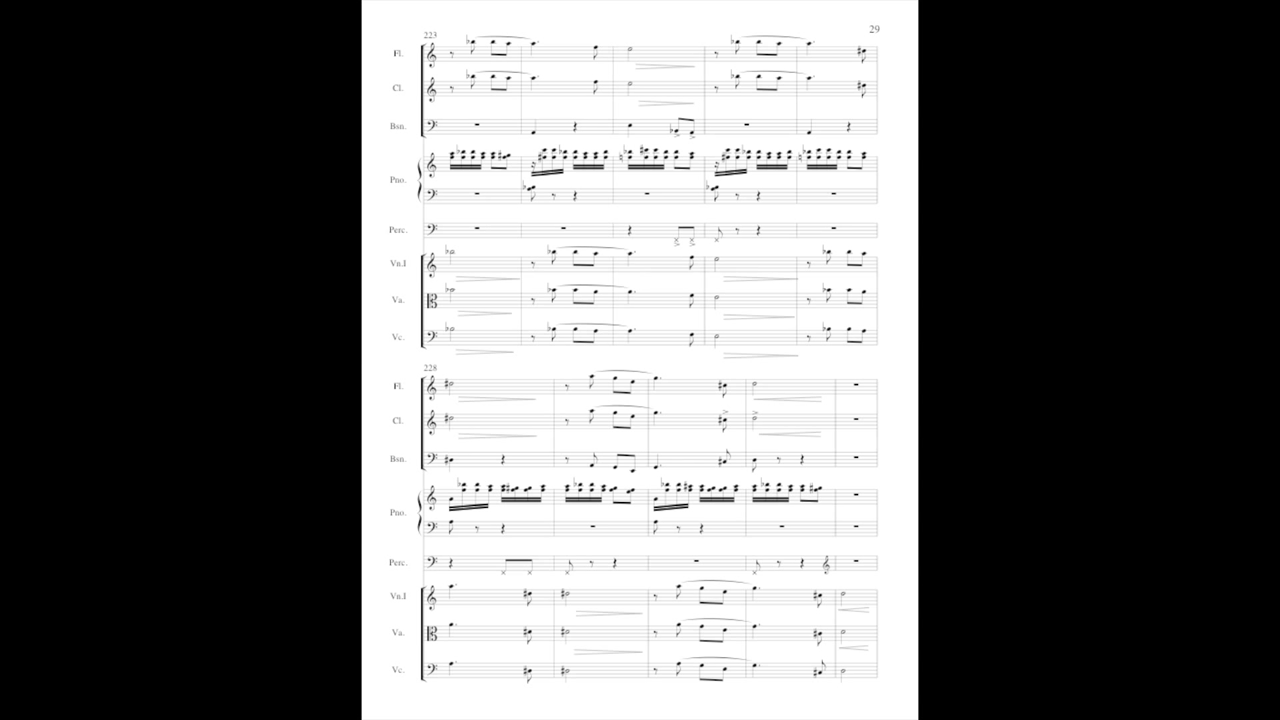 29
223
Fl.
Cl.
Bsn.
Pno.
Perc.
Vn.I
Va.
Vc.
228
Fl.
Cl.
Bsn.
Pno.
Perc.
Vn.I
Va.
Vc.